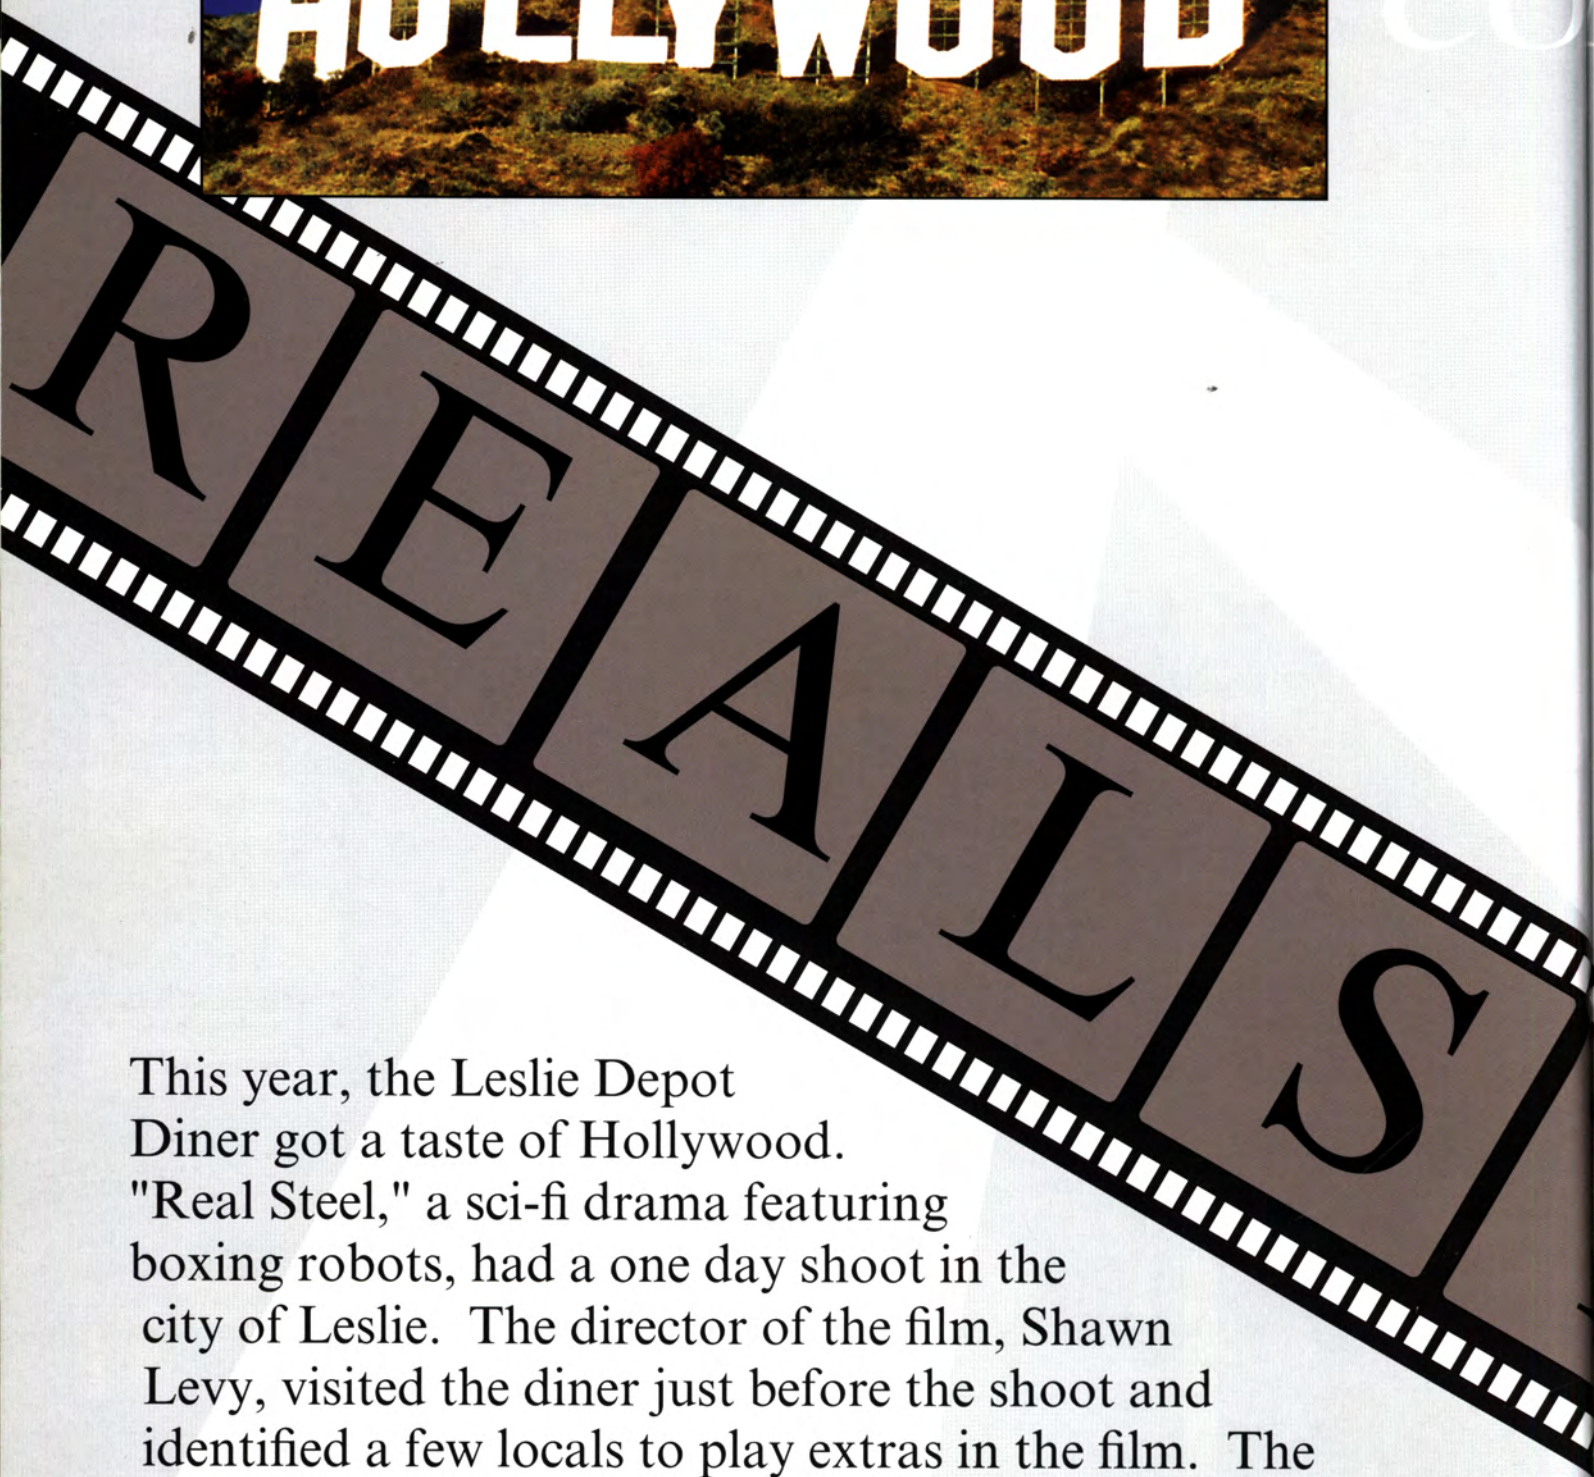 HOLLYWOOD
CO
REALS
This year, the Leslie Depot
Diner got a taste of Hollywood.
"Real Steel," a sci-fi drama featuring
boxing robots, had a one day shoot in the
city of Leslie.  The director of the film, Shawn
Levy, visited the diner just before the shoot and
identified a few locals to play extras in the film.  The